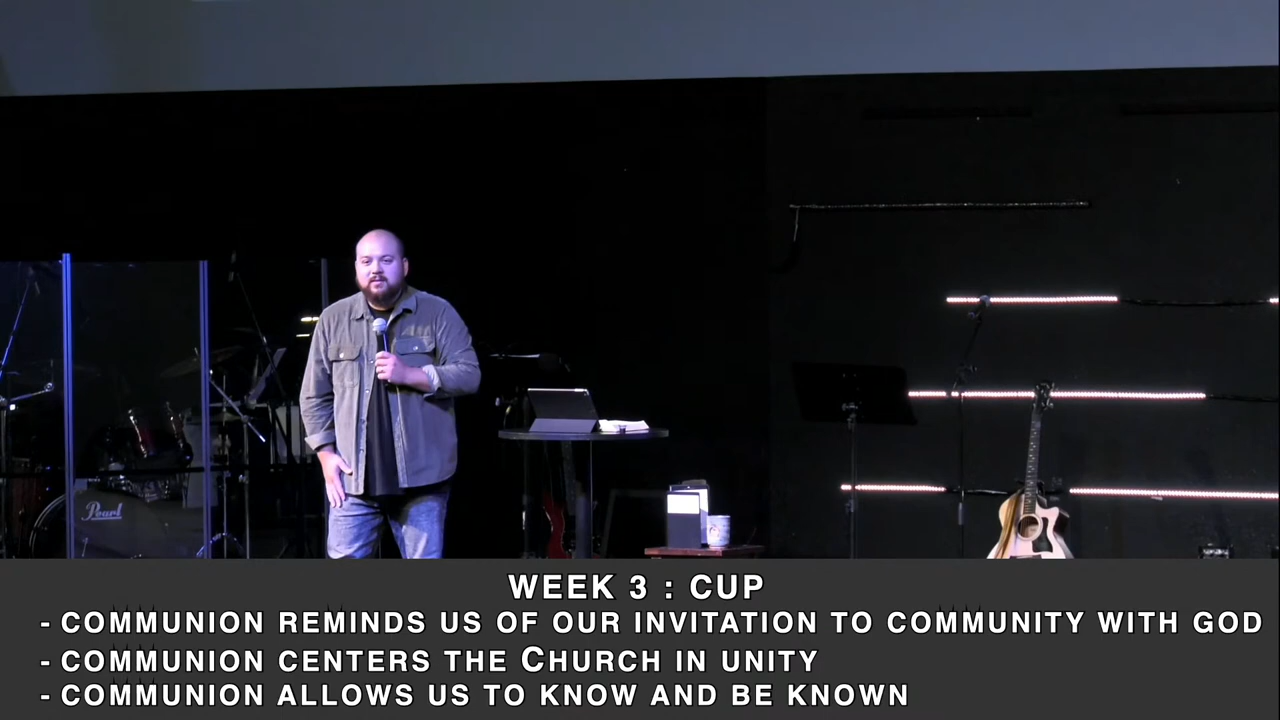 Pearl
WEEK 3 : CUP
- COMMUNION REMINDS US OF OUR INVITATION TO COMMUNITY WITH GOD
- COMMUNION CENTERS THE CHURCH IN UNITY
- COMMUNION ALLOWS US TO KNOW AND BE KNOWN